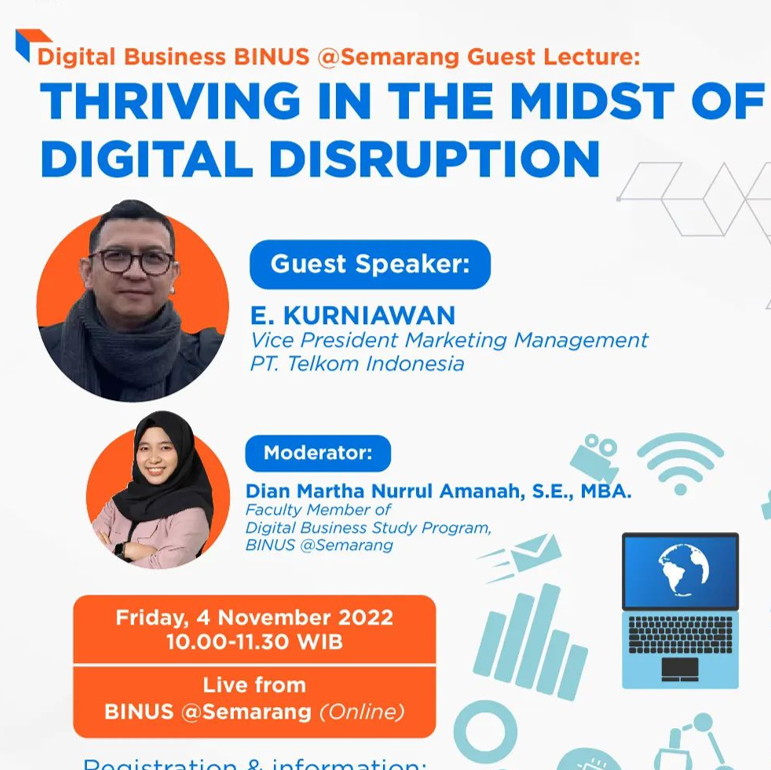 Digital Business BINUS @Semarang Guest Lecture:
THRIVING IN THE MIDST OF
DIGITAL DISRUPTION
Guest Speaker:
E. KURNIAWAN
Vice President Marketing Management
PT. Telkom Indonesia
Moderator:
Dian Martha Nurrul Amanah, S.E., MBA.
Faculty Member of
Digital Business Study Program,
BINUS @Semarang
Friday, 4 November 2022
10.00-11.30 WIB
Live from
BINUS @Semarang (Online)
Registration & information: